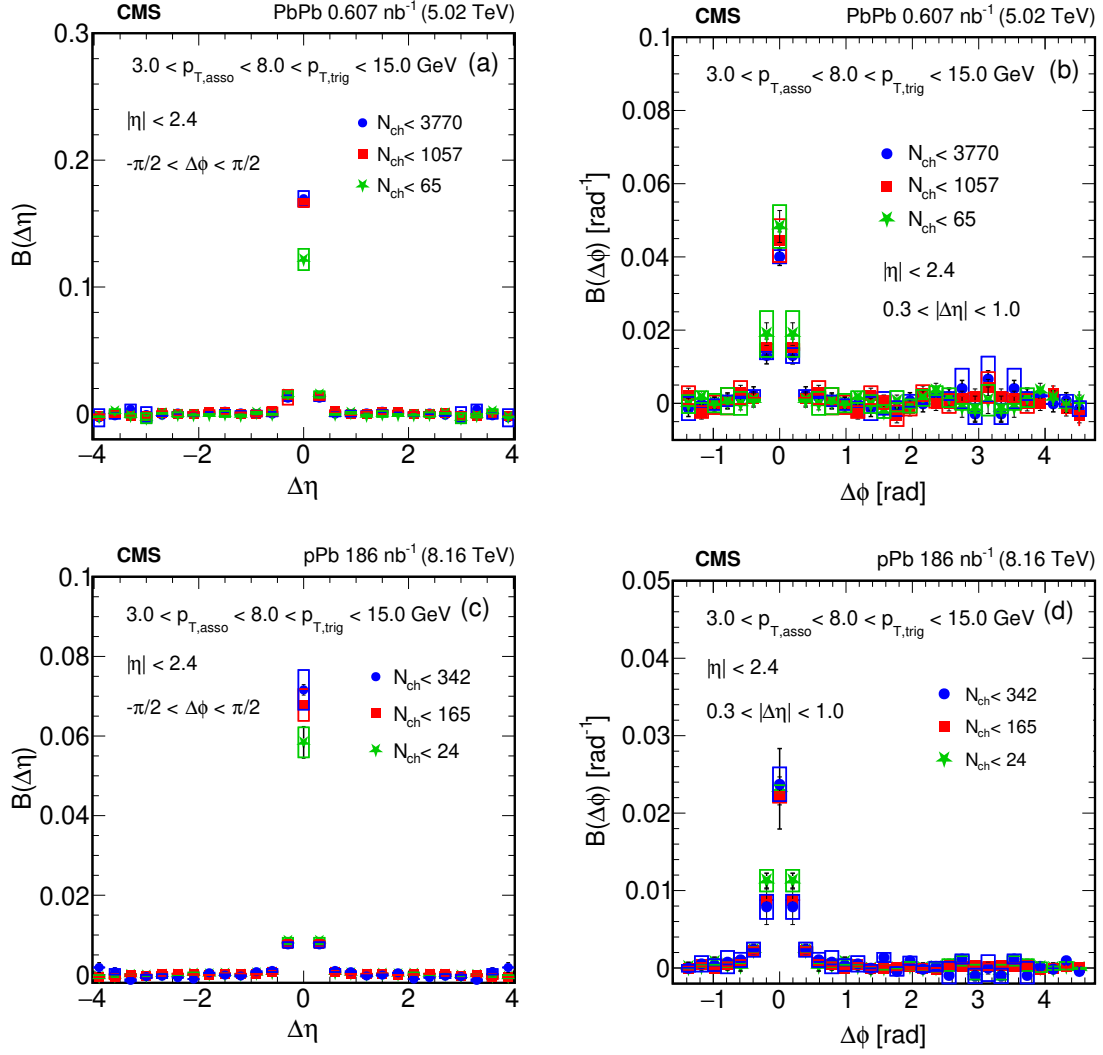 CMS PbPb 0.607 nb⁻¹ (5.02 TeV)
0.3
3.0 < p_T,asso < 8.0 < p_T,trig < 15.0 GeV (a)
|η| < 2.4
-π/2 < Δϕ < π/2
N_ch < 3770
N_ch < 1057
N_ch < 65
0.2
0.1
0
B(Δη)
−4 −2 0 2 4
Δη
CMS PbPb 0.607 nb⁻¹ (5.02 TeV)
0.1
3.0 < p_T,asso < 8.0 < p_T,trig < 15.0 GeV (b)
0.08
N_ch < 3770
N_ch < 1057
N_ch < 65
0.06
|η| < 2.4
0.3 < |Δη| < 1.0
0.04
0.02
0
B(Δϕ) [rad⁻¹]
−1 0 1 2 3 4
Δϕ [rad]
CMS pPb 186 nb⁻¹ (8.16 TeV)
0.1
3.0 < p_T,asso < 8.0 < p_T,trig < 15.0 GeV (c)
|η| < 2.4
-π/2 < Δϕ < π/2
N_ch < 342
N_ch < 165
N_ch < 24
0.08
0.06
0.04
0.02
0
B(Δη)
−4 −2 0 2 4
Δη
CMS pPb 186 nb⁻¹ (8.16 TeV)
0.05
3.0 < p_T,asso < 8.0 < p_T,trig < 15.0 GeV (d)
|η| < 2.4
0.3 < |Δη| < 1.0
N_ch < 342
N_ch < 165
N_ch < 24
0.04
0.03
0.02
0.01
0
B(Δϕ) [rad⁻¹]
−1 0 1 2 3 4
Δϕ [rad]